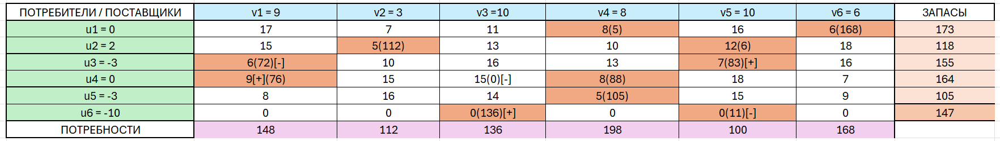 ПОТРЕБИТЕЛИ / ПОСТАВЩИКИ v1 = 9 v2 = 3 v3 =10 v4 = 8 v5 = 10 v6 = 6 ЗАПАСЫ
u1 = 0 17 7 11 8(5) 16 6(168) 173
u2 = 2 15 5(112) 13 10 12(6) 18 118
u3 = -3 6(72)[-] 10 16 13 7(83)[+] 16 155
u4 = 0 9[+](76) 15 15(0)[-] 8(88) 18 7 164
u5 = -3 8 16 14 5(105) 15 9 105
u6 = -10 0 0 0(136)[+] 0 0(11)[-] 0 147
ПОТРЕБНОСТИ 148 112 136 198 100 168